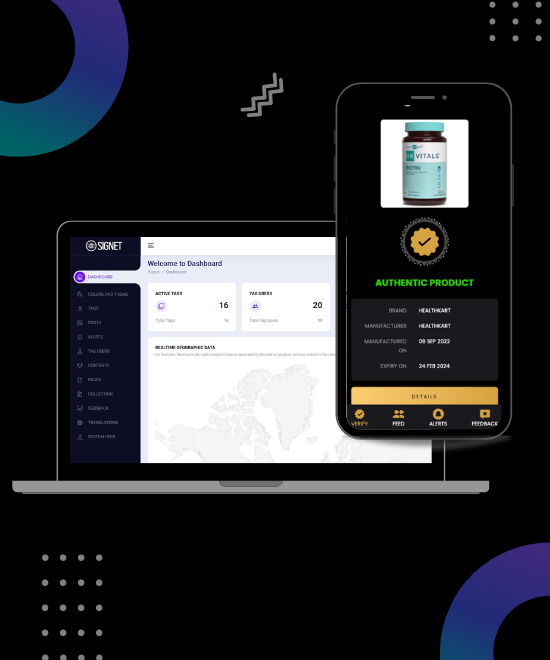 SIGNET
DASHBOARD
COLORS AND THEME
TAGS
POSTS
ALERTS
TAG USERS
CONTESTS
PAGES
COLLECTION
FEEDBACK
TRANSLATIONS
SYSTEM USER
Welcome to Dashboard
Signet / Dashboard
ACTIVE TAGS
16
Total Tags 16
TAG USERS
20
Total Tag Users 20
REALTIME GEOGRAPHIC DATA
HK VITALS
BIOTIN
AUTHENTIC PRODUCT
BRAND HEALTHKART
MANUFACTURER HEALTHKART
MANUFACTURED ON 09 SEP 2022
EXPIRY ON 24 FEB 2024
DETAILS
VERIFY FEED ALERTS FEEDBACK